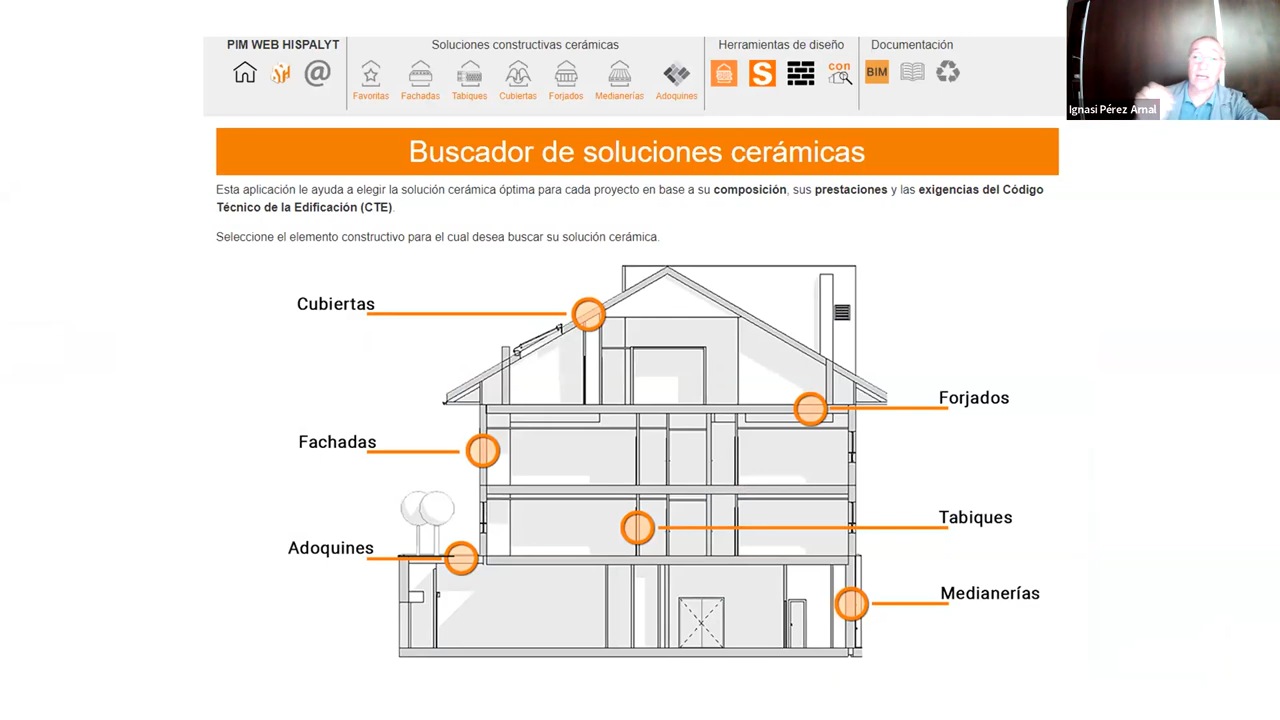 PIM WEB HISPALYT
Soluciones constructivas cerámicas
Herramientas de diseño
Documentación
@
S
con
BIM
Favoritas
Fachadas
Tabiques
Cubiertas
Forjados
Medianerías
Adoquines
Ignasi Pérez Arnal
Buscador de soluciones cerámicas
Esta aplicación le ayuda a elegir la solución cerámica óptima para cada proyecto en base a su composición, sus prestaciones y las exigencias del Código
Técnico de la Edificación (CTE).
Seleccione el elemento constructivo para el cual desea buscar su solución cerámica.
Cubiertas
Forjados
Fachadas
Tabiques
Adoquines
Medianerías